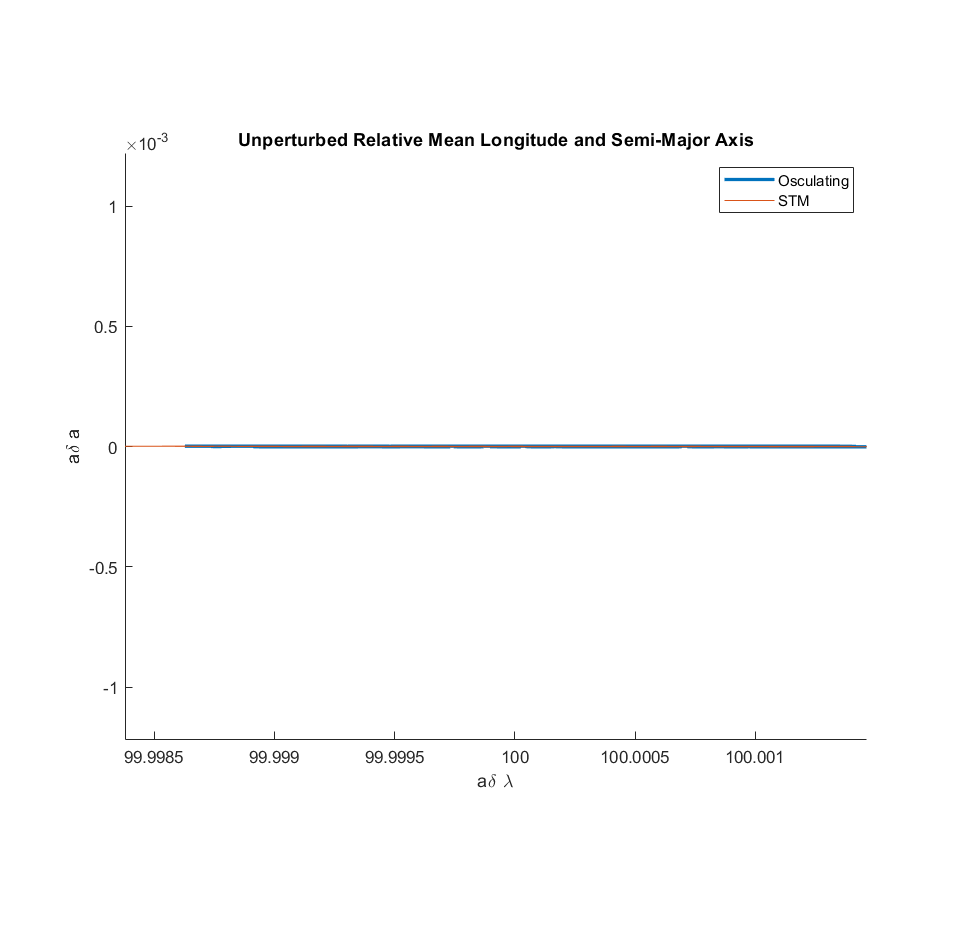 Unperturbed Relative Mean Longitude and Semi-Major Axis
×10-3
Osculating
STM
1
0.5
0
-0.5
-1
aδ a
99.9985 99.999 99.9995 100 100.0005 100.001
aδ λ